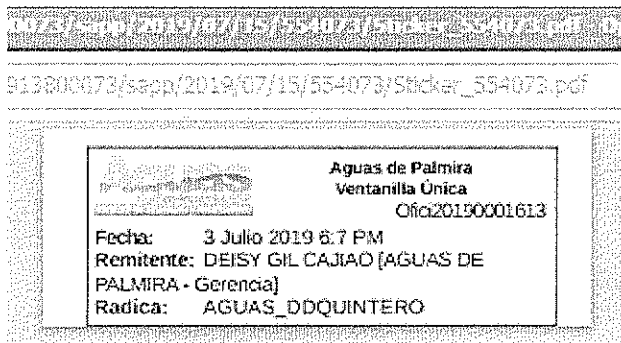 913800073/sapp/2019/07/15/554073/Sticker_554073.pdf
Aguas
Aguas de Palmira
Ventanilla Única
Ofici20190001613
Fecha: 3 Julio 2019 6:7 PM
Remitente: DEISY GIL CAJIAO [AGUAS DE
PALMIRA - Gerencia]
Radica: AGUAS_DDQUINTERO